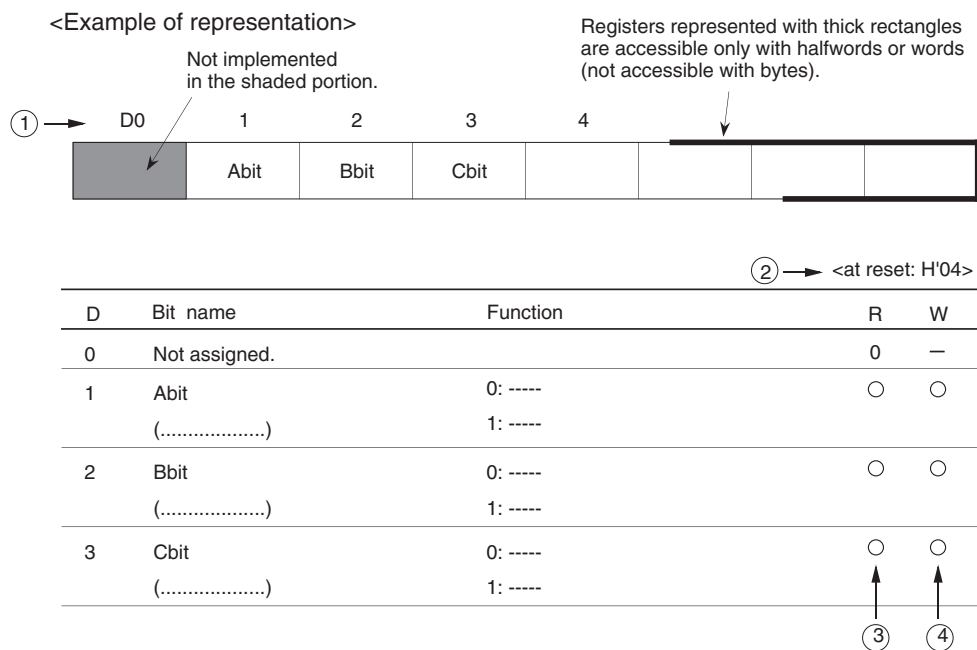 <Example of representation>
Not implemented
in the shaded portion.
Registers represented with thick rectangles
are accessible only with halfwords or words
(not accessible with bytes).
1 D0 1 2 3 4
Abit Bbit Cbit
2 <at reset: H'04>
D Bit name Function R W
0 Not assigned. 0 –
1 Abit 0: ----- ○ ○
(...................) 1: -----
2 Bbit 0: ----- ○ ○
(...................) 1: -----
3 Cbit 0: ----- ○ ○
(...................) 1: -----
3 4